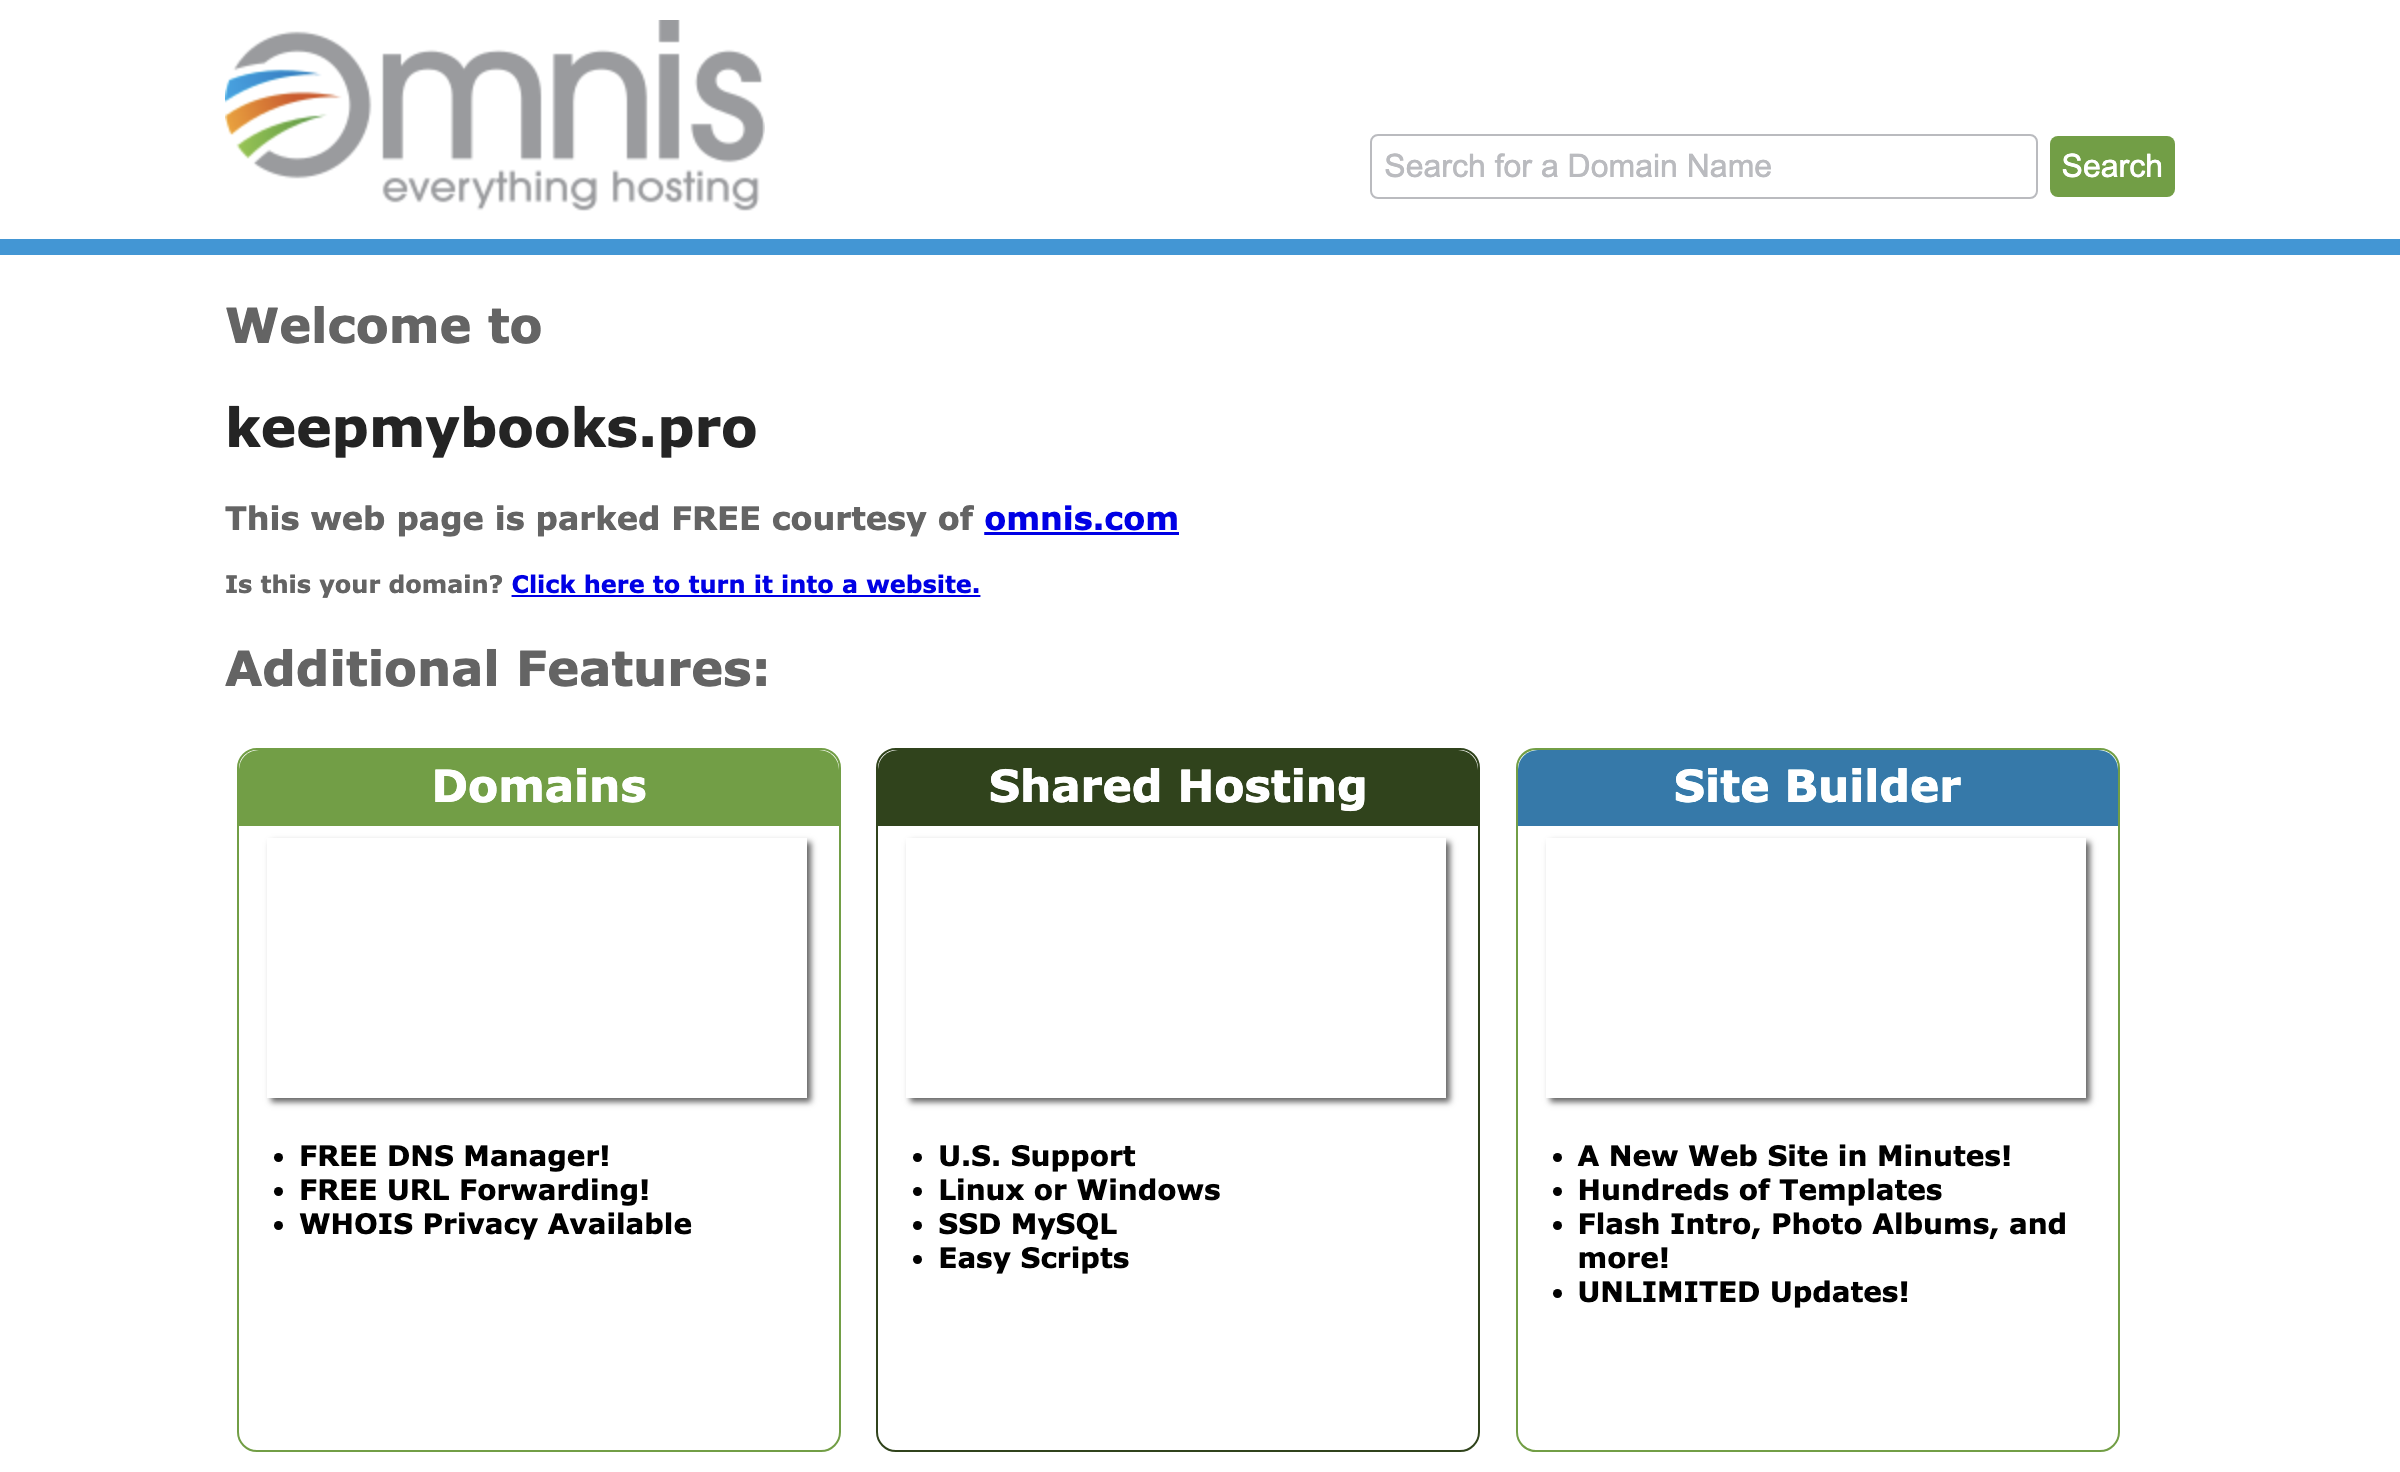 Omnis
everything hosting
Search for a Domain Name
Search
Welcome to
keepmybooks.pro
This web page is parked FREE courtesy of omnis.com
Is this your domain? Click here to turn it into a website.
Additional Features:
Domains
FREE DNS Manager!
FREE URL Forwarding!
WHOIS Privacy Available
Shared Hosting
U.S. Support
Linux or Windows
SSD MySQL
Easy Scripts
Site Builder
A New Web Site in Minutes!
Hundreds of Templates
Flash Intro, Photo Albums, and
more!
UNLIMITED Updates!